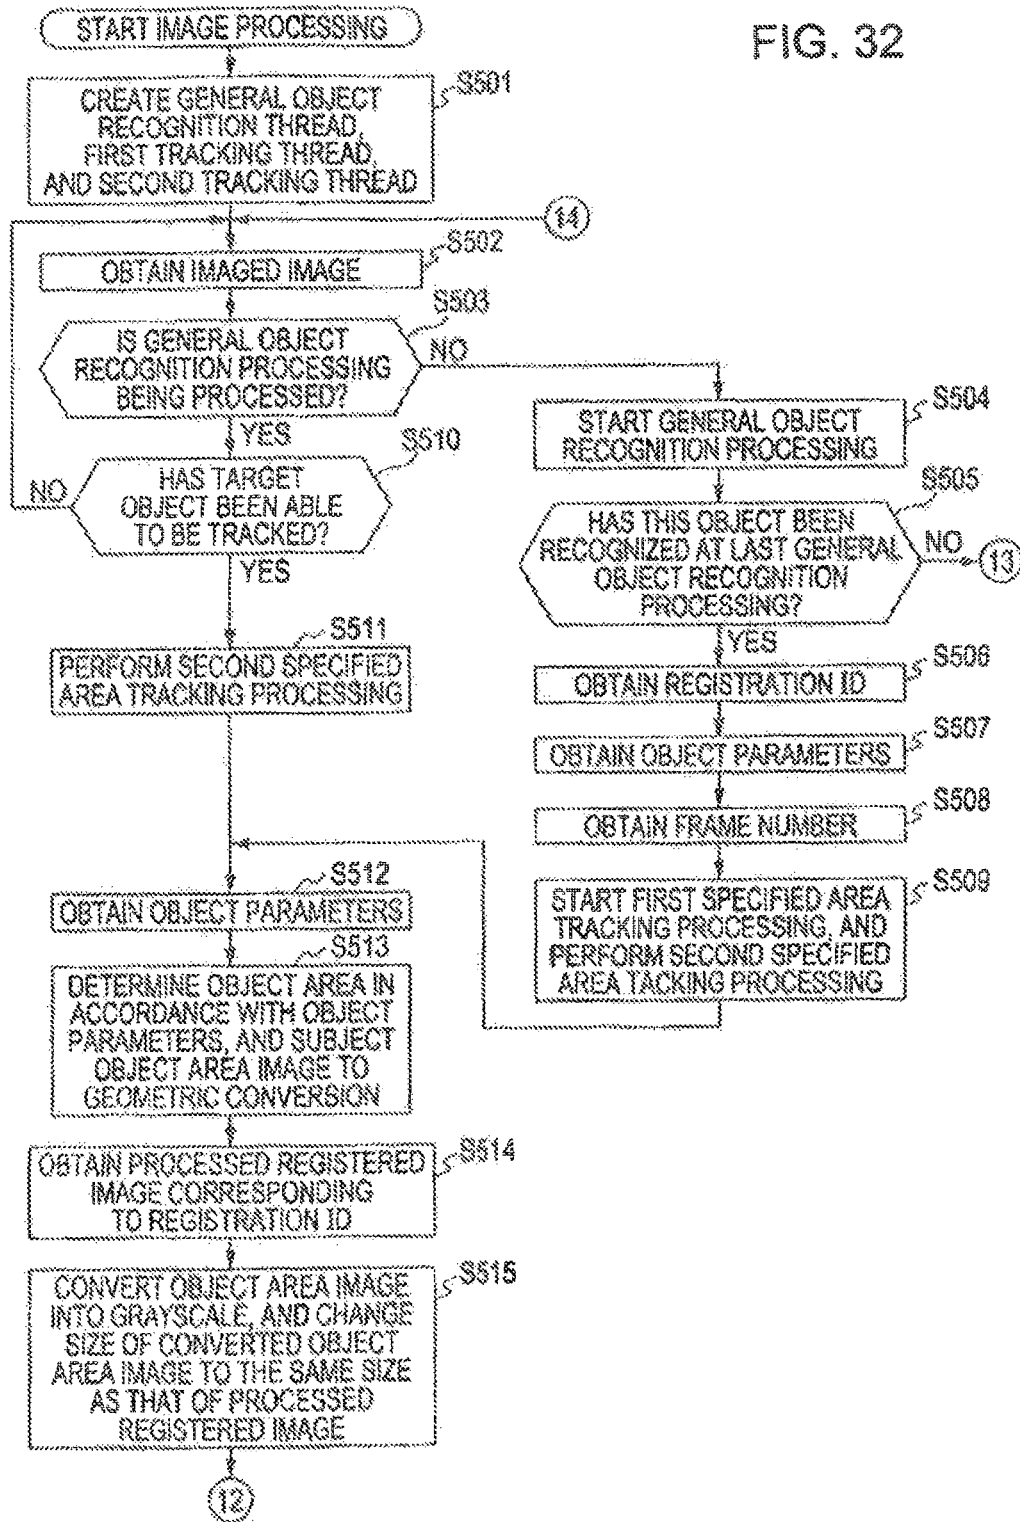 FIG. 32
START IMAGE PROCESSING
S501
CREATE GENERAL OBJECT
RECOGNITION THREAD,
FIRST TRACKING THREAD,
AND SECOND TRACKING THREAD
14
S502
OBTAIN IMAGED IMAGE
S503
IS GENERAL OBJECT
RECOGNITION PROCESSING
BEING PROCESSED?
NO
YES
S504
START GENERAL OBJECT
RECOGNITION PROCESSING
S505
HAS THIS OBJECT BEEN
RECOGNIZED AT LAST GENERAL
OBJECT RECOGNITION
PROCESSING?
NO
13
YES
S506
OBTAIN REGISTRATION ID
S507
OBTAIN OBJECT PARAMETERS
S508
OBTAIN FRAME NUMBER
S509
START FIRST SPECIFIED AREA
TRACKING PROCESSING, AND
PERFORM SECOND SPECIFIED
AREA TACKING PROCESSING
S510
HAS TARGET
OBJECT BEEN ABLE
TO BE TRACKED?
NO
YES
S511
PERFORM SECOND SPECIFIED
AREA TRACKING PROCESSING
S512
OBTAIN OBJECT PARAMETERS
S513
DETERMINE OBJECT AREA IN
ACCORDANCE WITH OBJECT
PARAMETERS, AND SUBJECT
OBJECT AREA IMAGE TO
GEOMETRIC CONVERSION
S514
OBTAIN PROCESSED REGISTERED
IMAGE CORRESPONDING
TO REGISTRATION ID
S515
CONVERT OBJECT AREA IMAGE
INTO GRAYSCALE, AND CHANGE
SIZE OF CONVERTED OBJECT
AREA IMAGE TO THE SAME SIZE
AS THAT OF PROCESSED
REGISTERED IMAGE
12